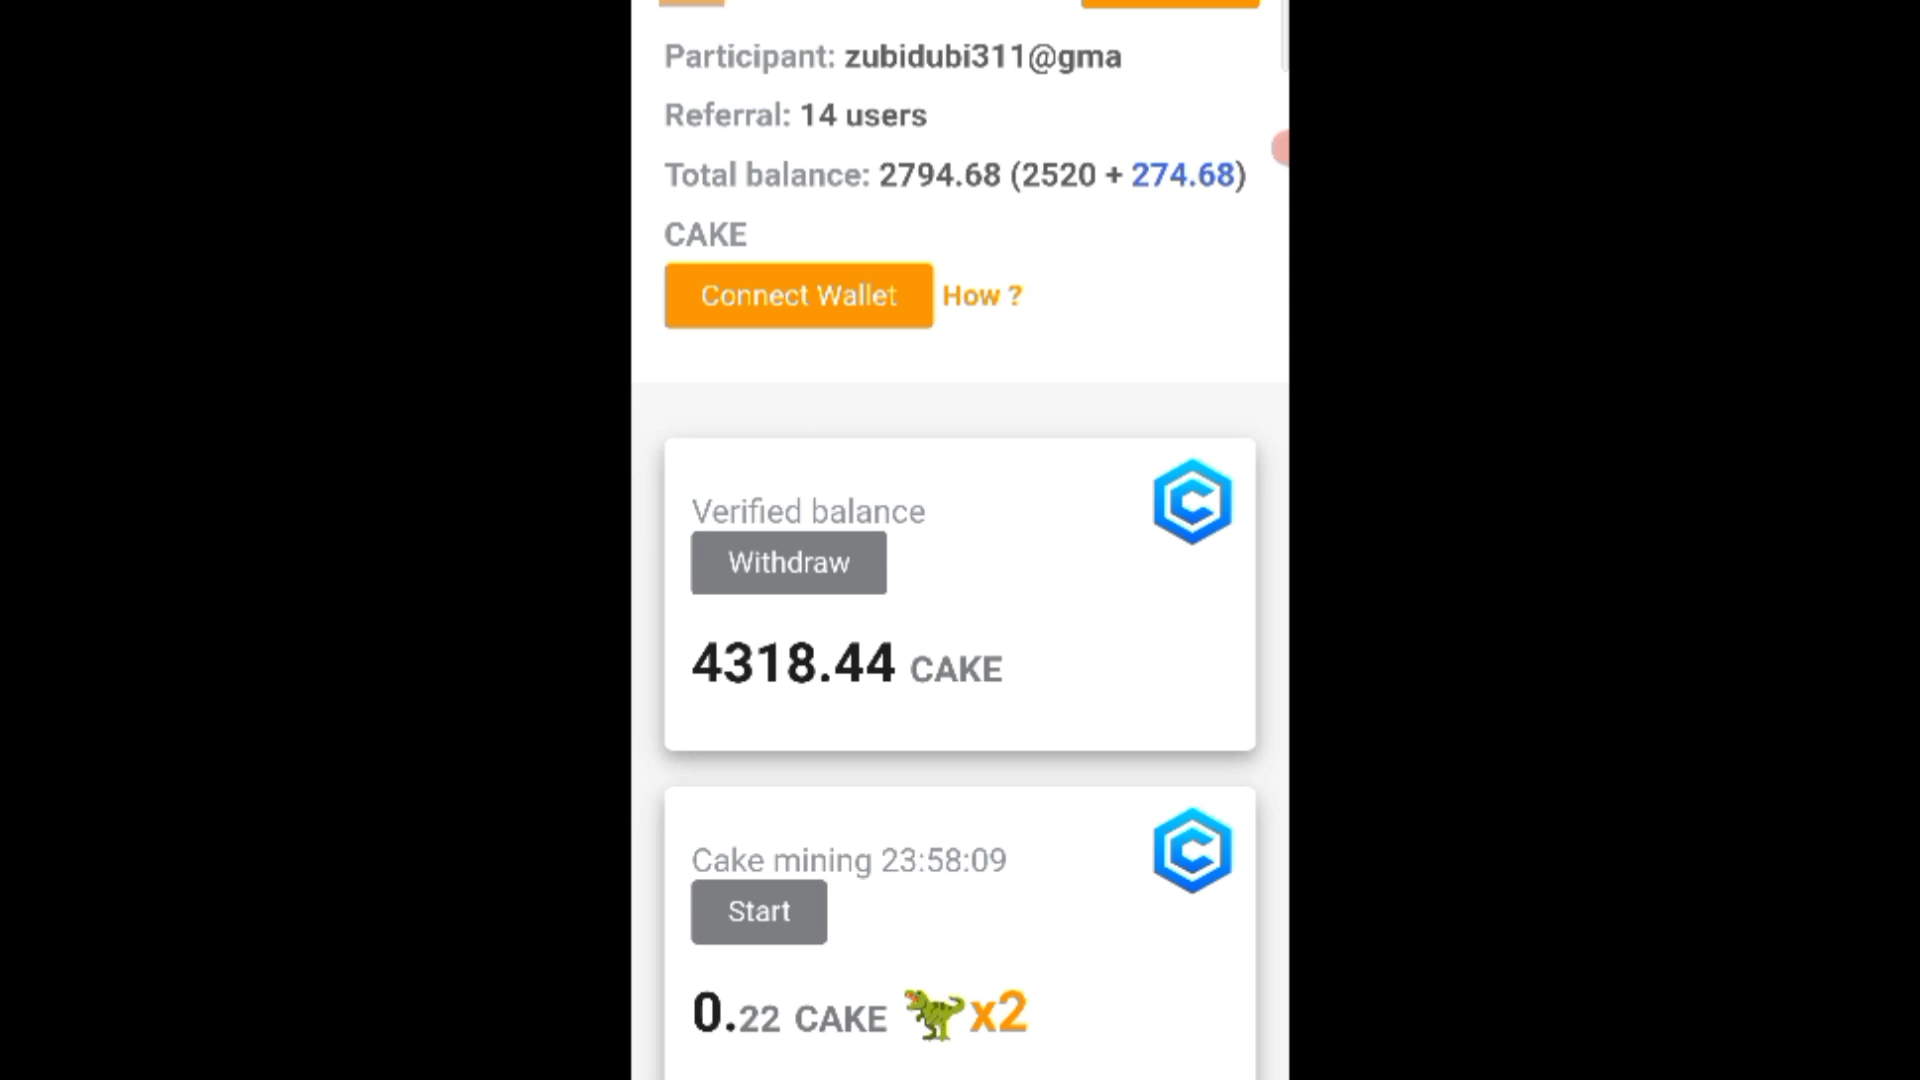 Participant: zubidubi311@gma
Referral: 14 users
Total balance: 2794.68 (2520 + 274.68)
CAKE
Connect Wallet How ?
Verified balance
Withdraw
4318.44 CAKE
Cake mining 23:58:09
Start
0.22 CAKE 🦖x2